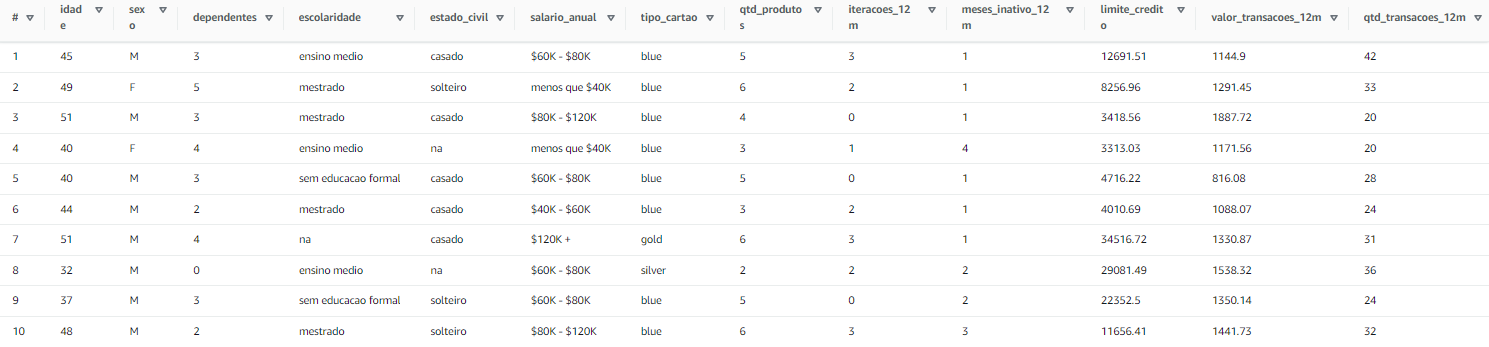 # idade sexo dependentes escolaridade estado_civil salario_anual tipo_cartao qtd_produtos iteracoes_12m meses_inativo_12m limite_credito valor_transacoes_12m qtd_transacoes_12m
1 45 M 3 ensino medio casado $60K - $80K blue 5 3 1 12691.51 1144.9 42
2 49 F 5 mestrado solteiro menos que $40K blue 6 2 1 8256.96 1291.45 33
3 51 M 3 mestrado casado $80K - $120K blue 4 0 1 3418.56 1887.72 20
4 40 F 4 ensino medio na menos que $40K blue 3 1 4 3313.03 1171.56 20
5 40 M 3 sem educacao formal casado $60K - $80K blue 5 0 1 4716.22 816.08 28
6 44 M 2 mestrado casado $40K - $60K blue 3 2 1 4010.69 1088.07 24
7 51 M 4 na casado $120K + gold 6 3 1 34516.72 1330.87 31
8 32 M 0 ensino medio na $60K - $80K silver 2 2 2 29081.49 1538.32 36
9 37 M 3 sem educacao formal solteiro $60K - $80K blue 5 0 2 22352.5 1350.14 24
10 48 M 2 mestrado solteiro $80K - $120K blue 6 3 3 11656.41 1441.73 32